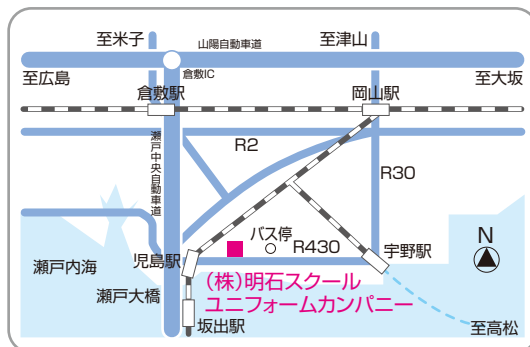 至米子
山陽自動車道
至津山
至広島
倉敷IC
至大坂
倉敷駅
岡山駅
瀬戸中央自動車道
R2
R30
バス停
R430
宇野駅
N
児島駅
瀬戸内海
(株)明石スクール
ユニフォームカンパニー
瀬戸大橋
坂出駅
至高松